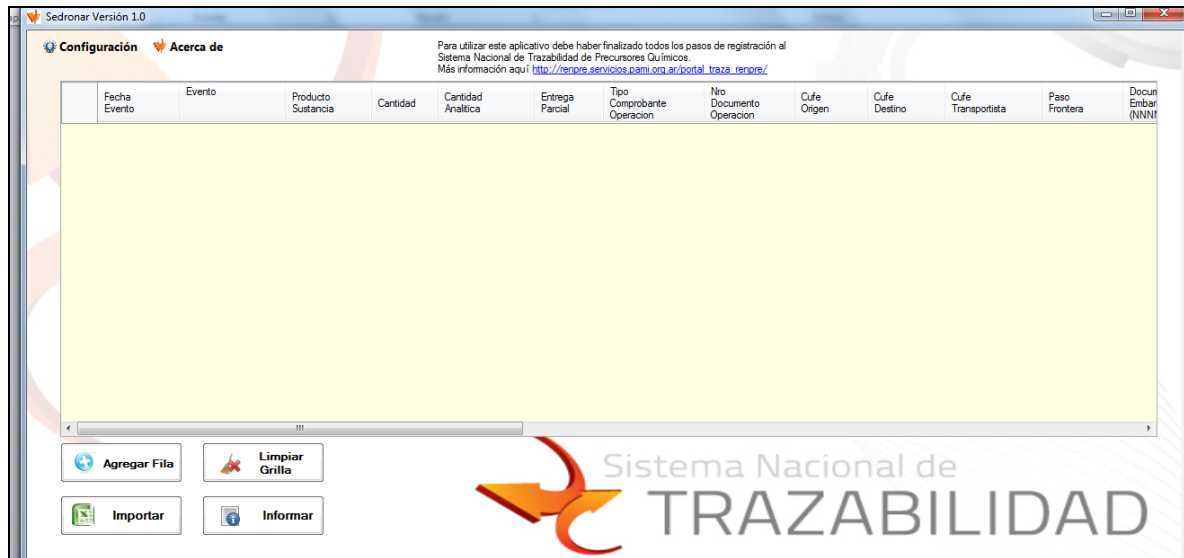 Sedronar Versión 1.0
Configuración
Acerca de
Para utilizar este aplicativo debe haber finalizado todos los pasos de registración al
Sistema Nacional de Trazabilidad de Precursores Químicos.
Más información aquí http://renpre.servicios.pami.org.ar/portal_traza_renpre/
Fecha
Evento
Evento
Producto
Sustancia
Cantidad
Cantidad
Analitica
Entrega
Parcial
Tipo
Comprobante
Operacion
Nro
Documento
Operacion
Cufe
Origen
Cufe
Destino
Cufe
Transportista
Paso
Frontera
Agregar Fila
Limpiar
Grilla
Importar
Informar
Sistema Nacional de
TRAZABILIDAD